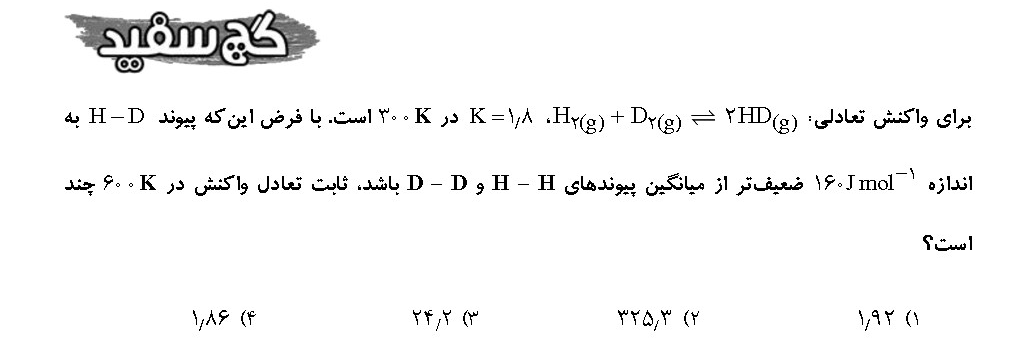 گچ سفید
برای واکنش تعادلی: H₂(g) + D₂(g) ⇌ ۲HD(g)، K = ۱٫۸ در ۳۰۰ K است. با فرض این‌که پیوند H – D به
اندازه ۱۶۰ J mol⁻¹ ضعیف‌تر از میانگین پیوندهای H – H و D – D باشد، ثابت تعادل واکنش در ۶۰۰ K چند
است؟
۱) ۱٫۹۲ ۲) ۳۲۵٫۳ ۳) ۲۴٫۲ ۴) ۱٫۸۶